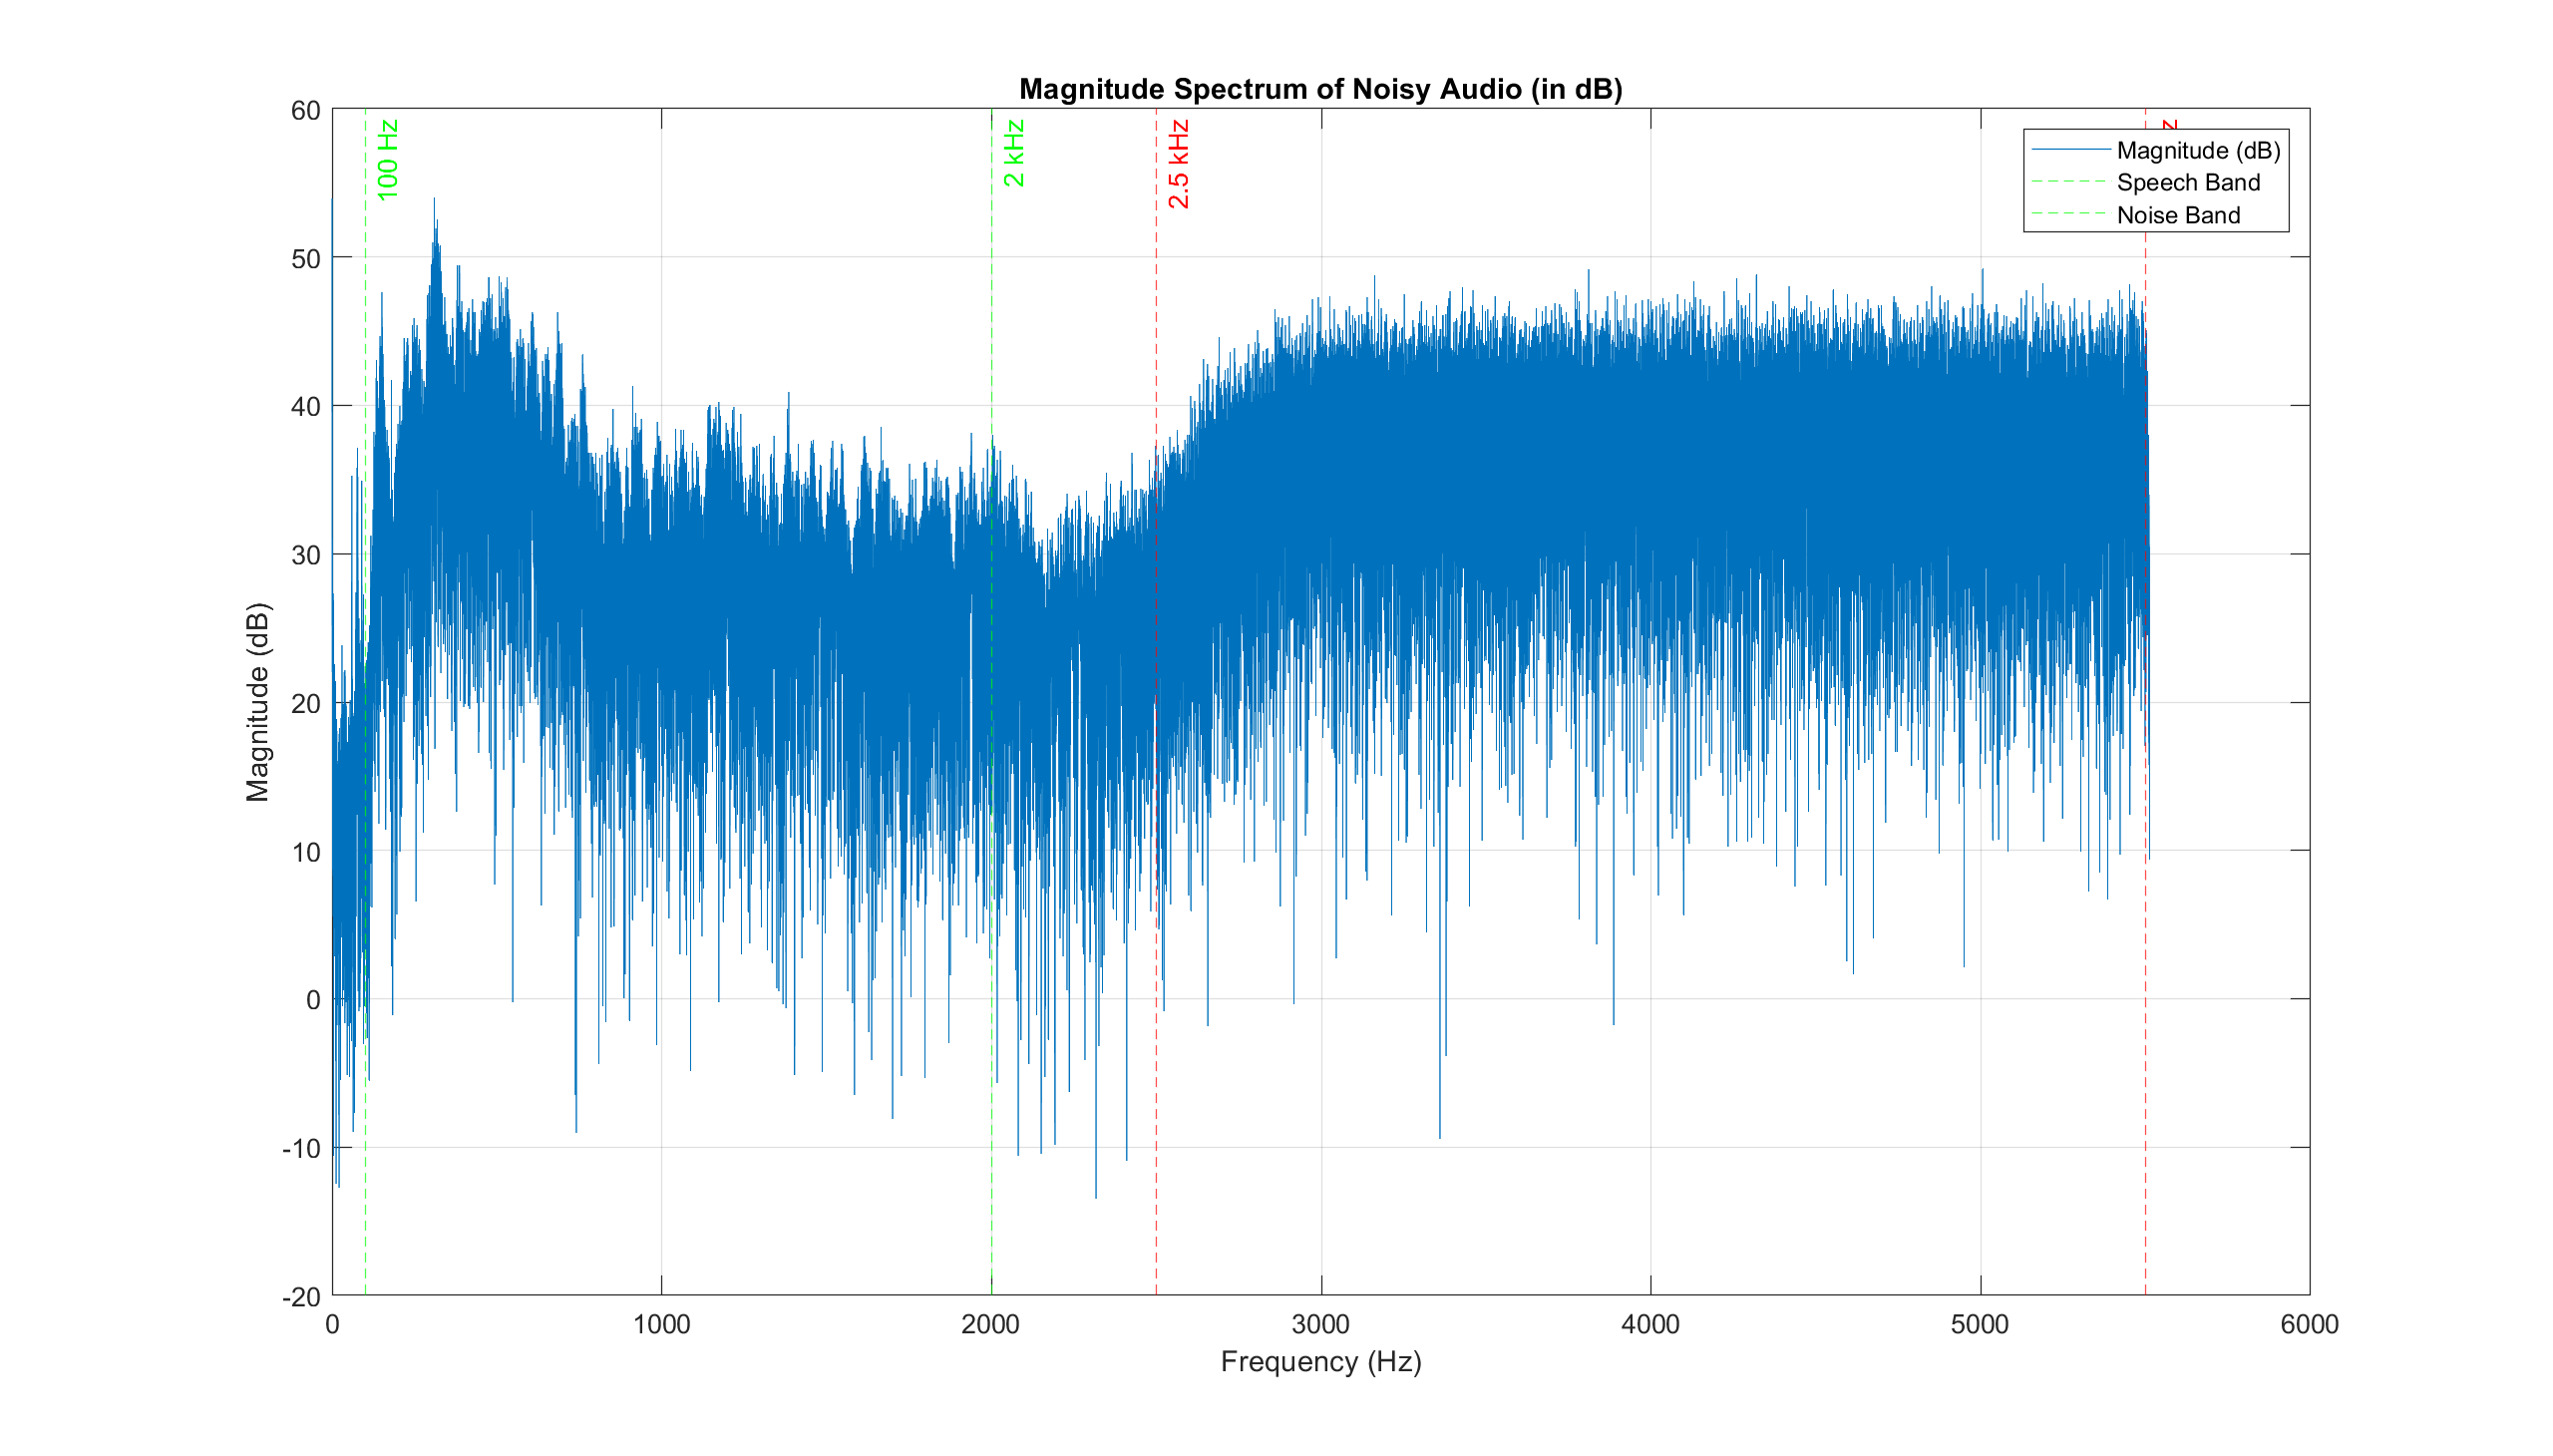 Magnitude Spectrum of Noisy Audio (in dB)
60
50
40
30
20
10
0
-10
-20
Magnitude (dB)
100 Hz
2 kHz
2.5 kHz
z
Magnitude (dB)
Speech Band
Noise Band
0
1000
2000
3000
4000
5000
6000
Frequency (Hz)